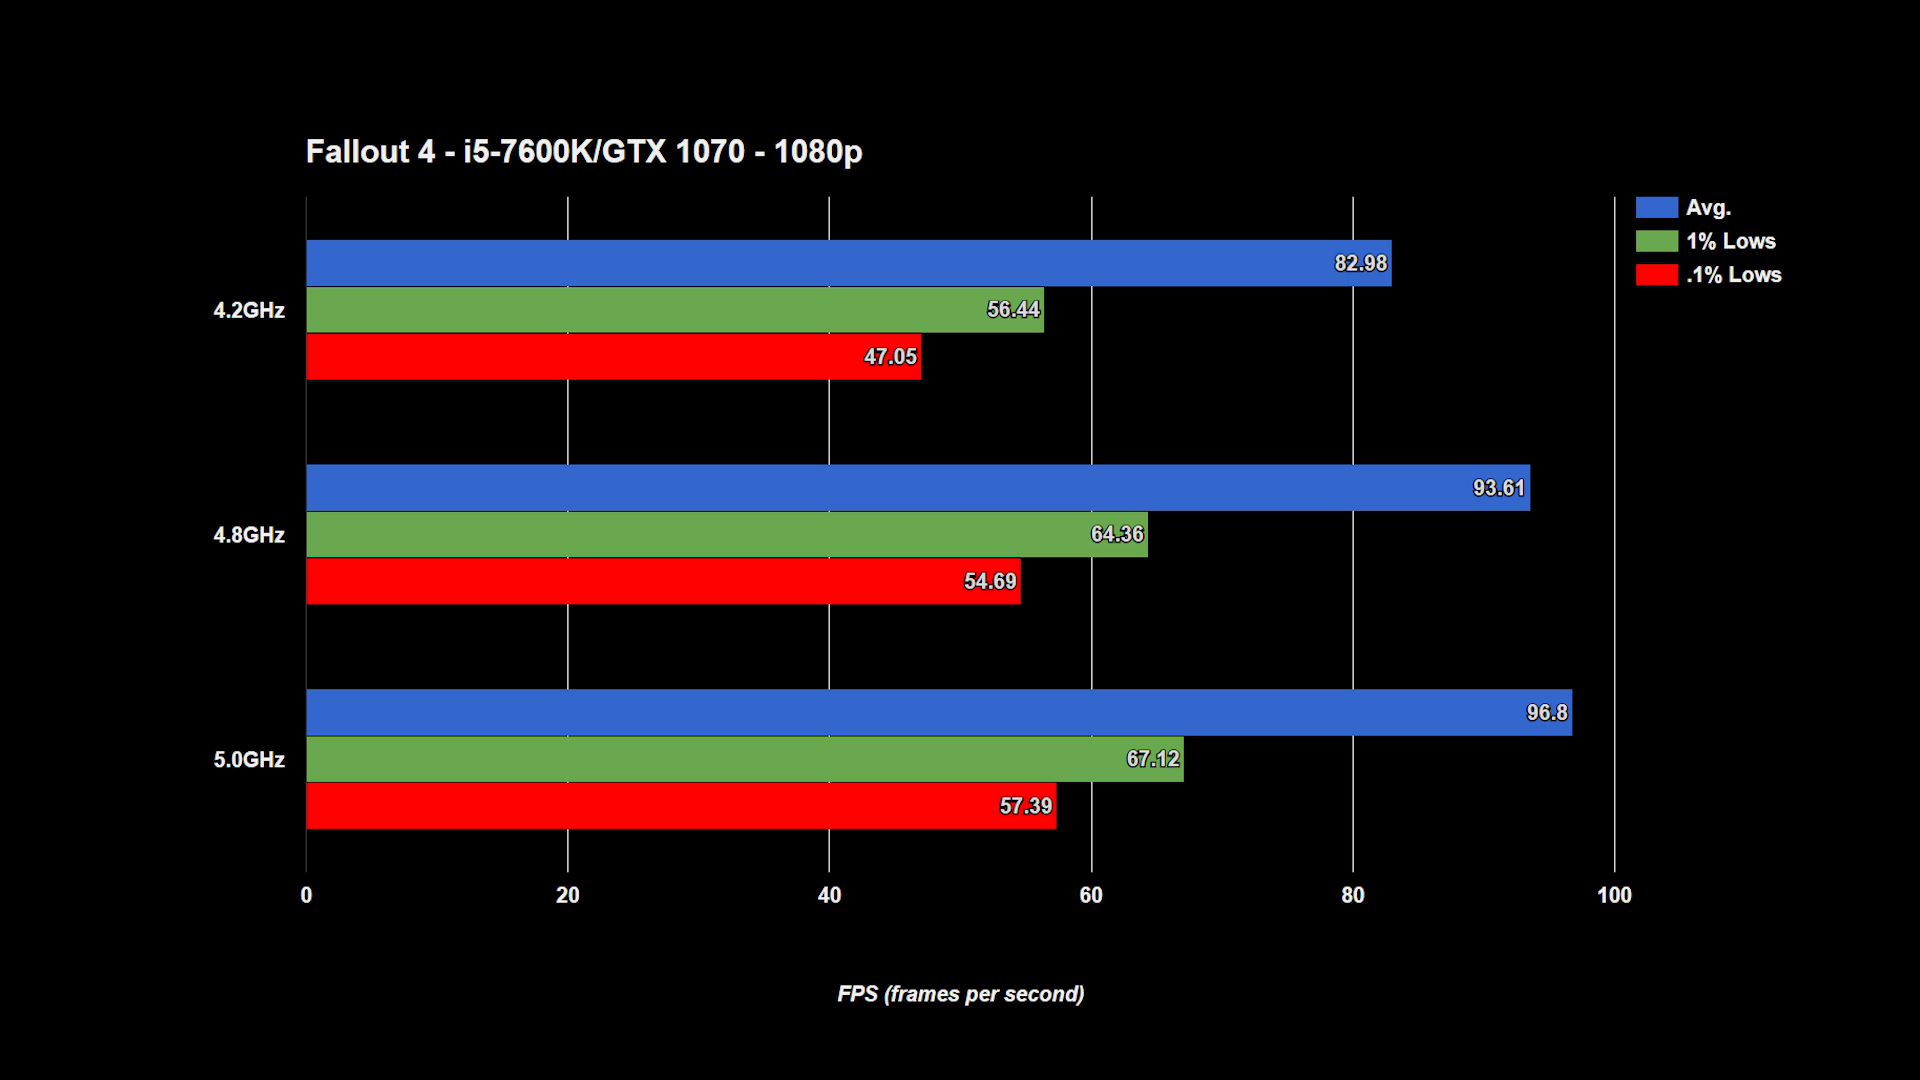 Fallout 4 - i5-7600K/GTX 1070 - 1080p
Avg.
1% Lows
.1% Lows
4.2GHz
82.98
56.44
47.05
4.8GHz
93.61
64.36
54.69
5.0GHz
96.8
67.12
57.39
0 20 40 60 80 100
FPS (frames per second)